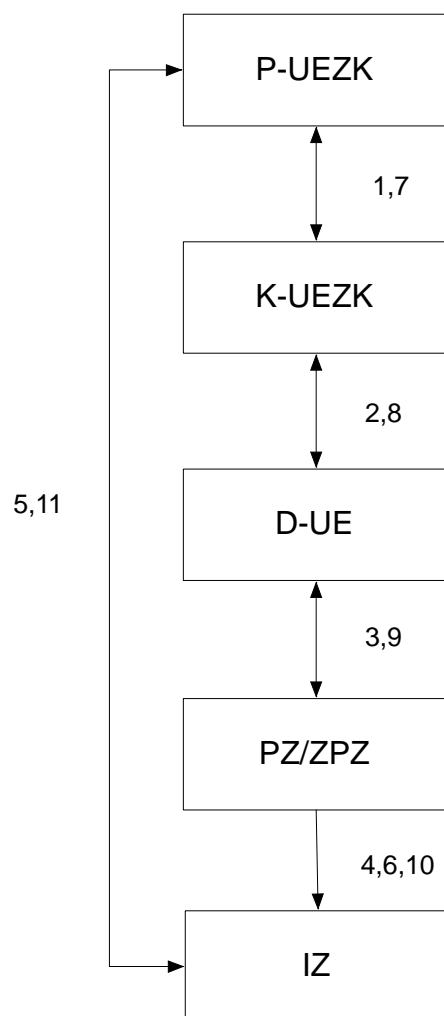 P-UEZK
1,7
K-UEZK
2,8
5,11
D-UE
3,9
PZ/ZPZ
4,6,10
IZ